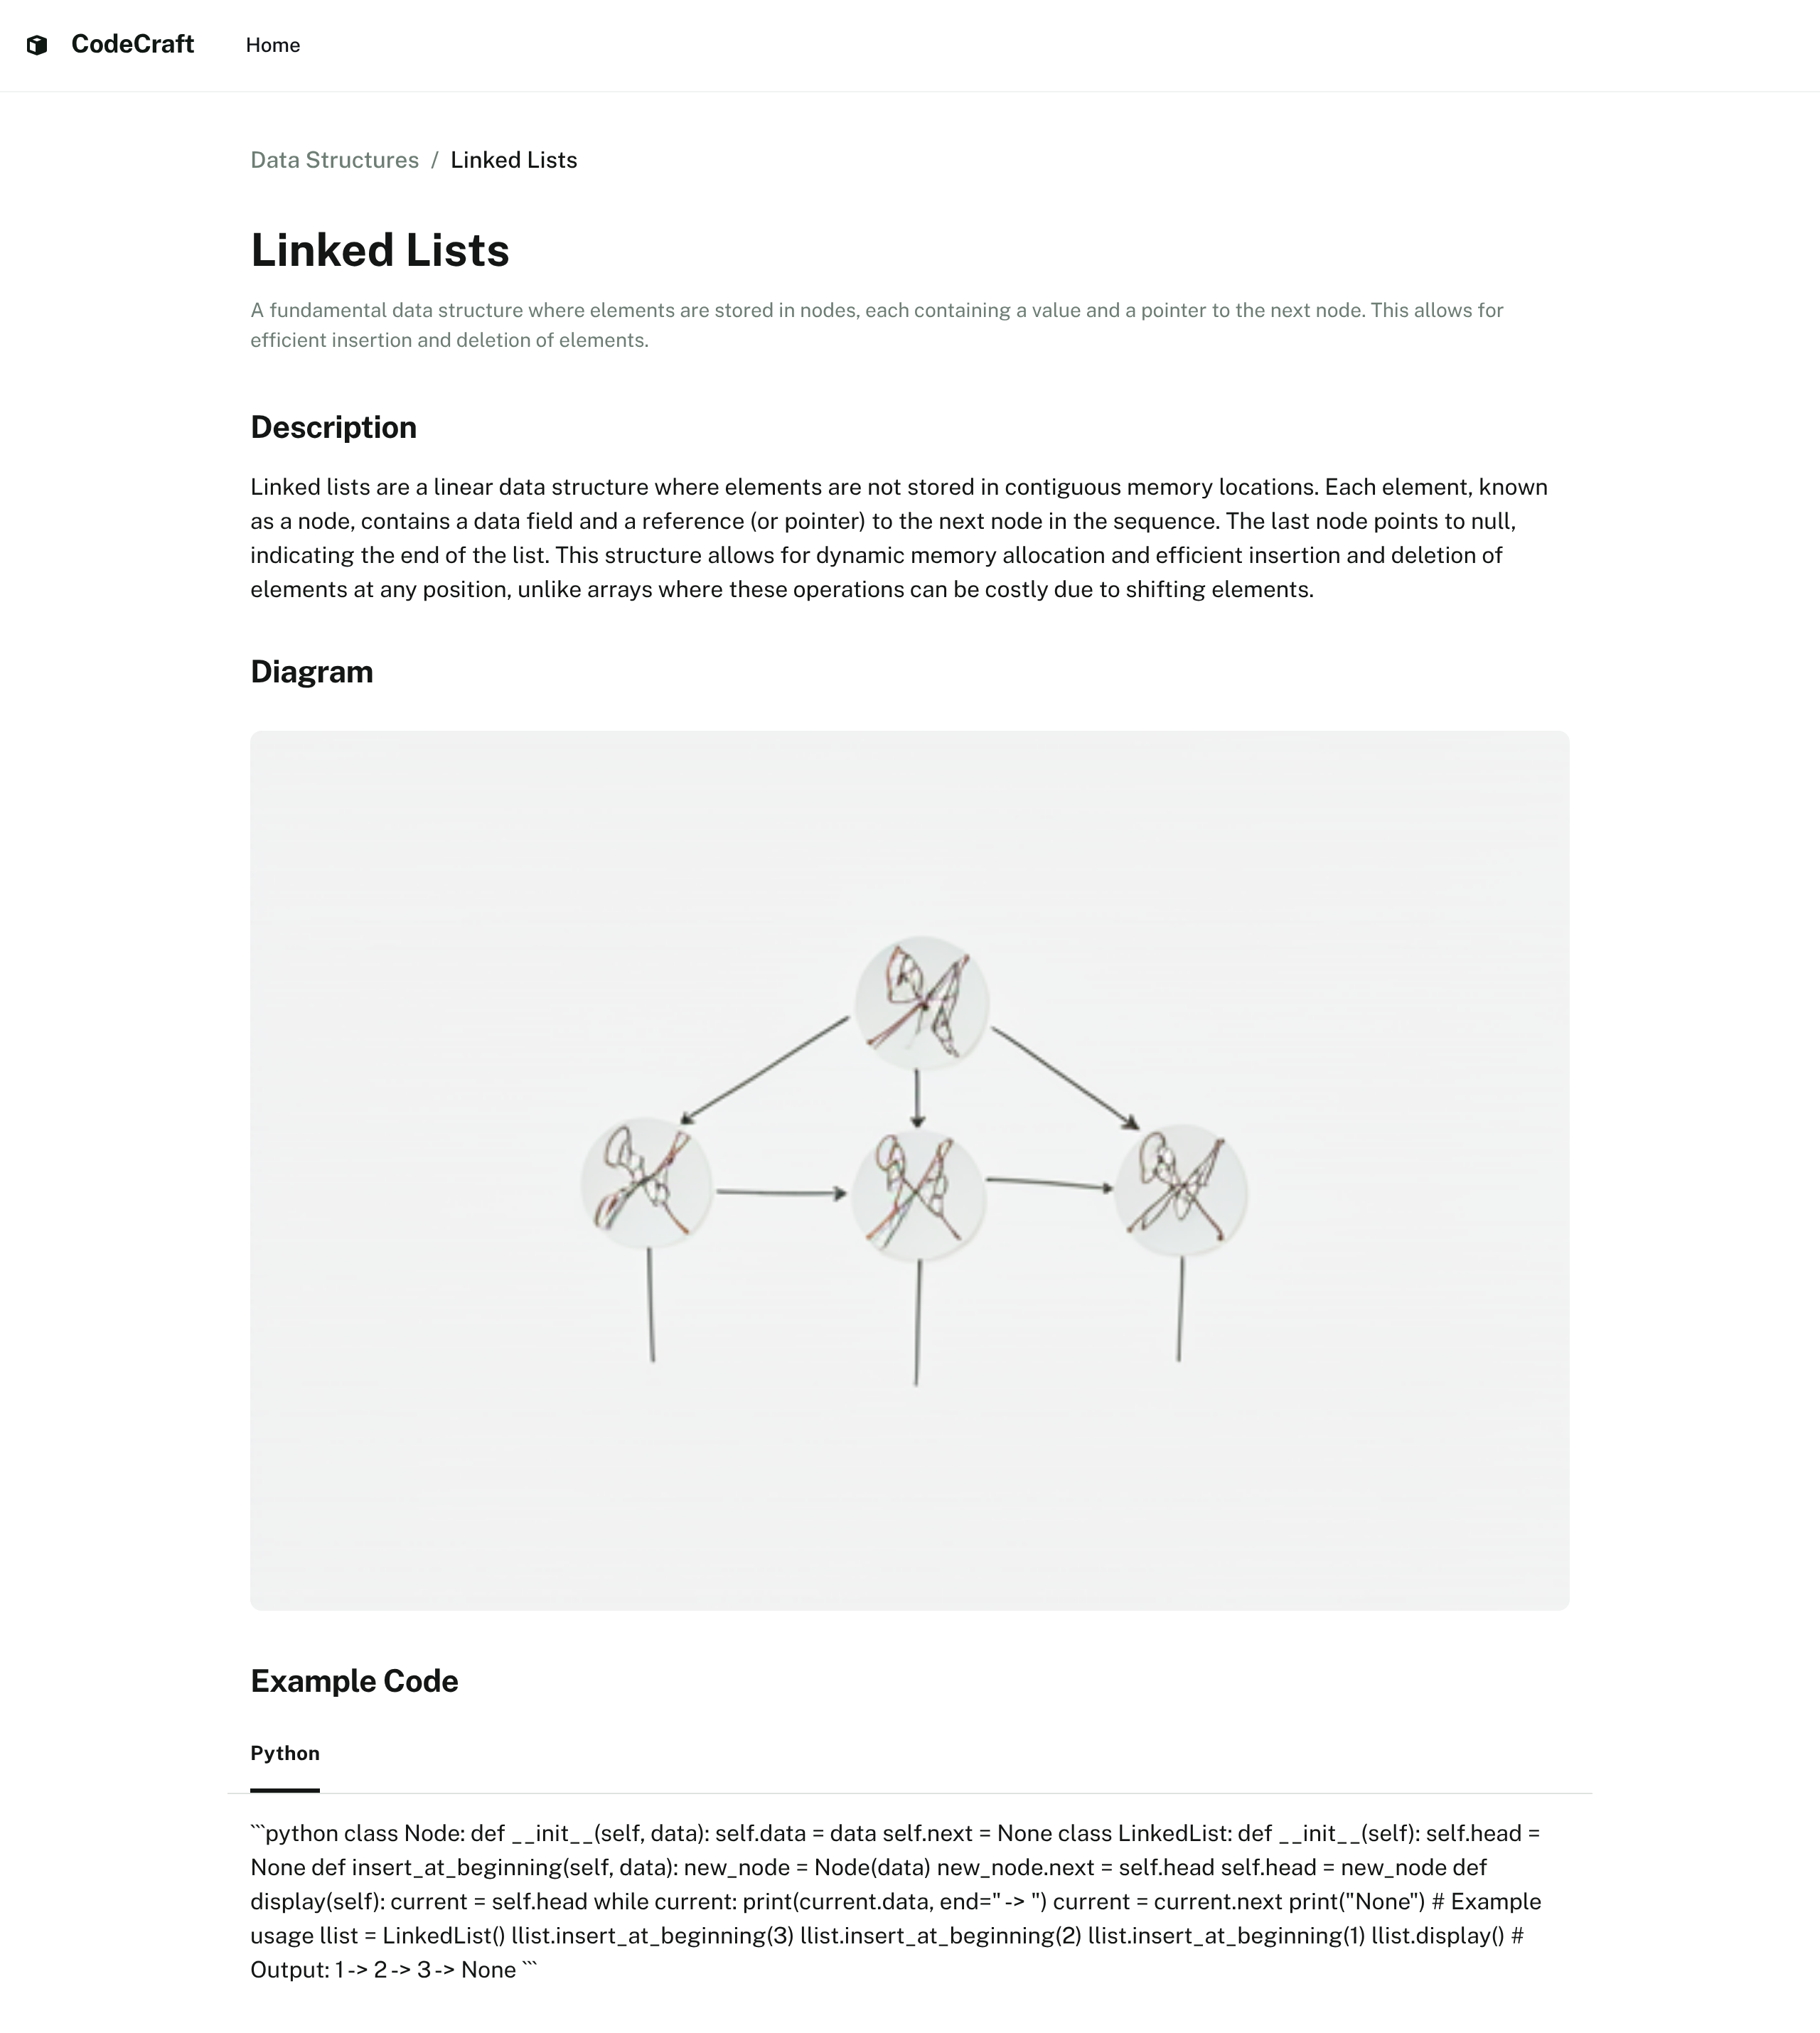 CodeCraft
Home
Data Structures / Linked Lists
Linked Lists
A fundamental data structure where elements are stored in nodes, each containing a value and a pointer to the next node. This allows for
efficient insertion and deletion of elements.
Description
Linked lists are a linear data structure where elements are not stored in contiguous memory locations. Each element, known
as a node, contains a data field and a reference (or pointer) to the next node in the sequence. The last node points to null,
indicating the end of the list. This structure allows for dynamic memory allocation and efficient insertion and deletion of
elements at any position, unlike arrays where these operations can be costly due to shifting elements.
Diagram
Example Code
Python
```python class Node: def __init__(self, data): self.data = data self.next = None class LinkedList: def __init__(self): self.head =
None def insert_at_beginning(self, data): new_node = Node(data) new_node.next = self.head self.head = new_node def
display(self): current = self.head while current: print(current.data, end=" -> ") current = current.next print("None") # Example
usage llist = LinkedList() llist.insert_at_beginning(3) llist.insert_at_beginning(2) llist.insert_at_beginning(1) llist.display() #
Output: 1 -> 2 -> 3 -> None ```